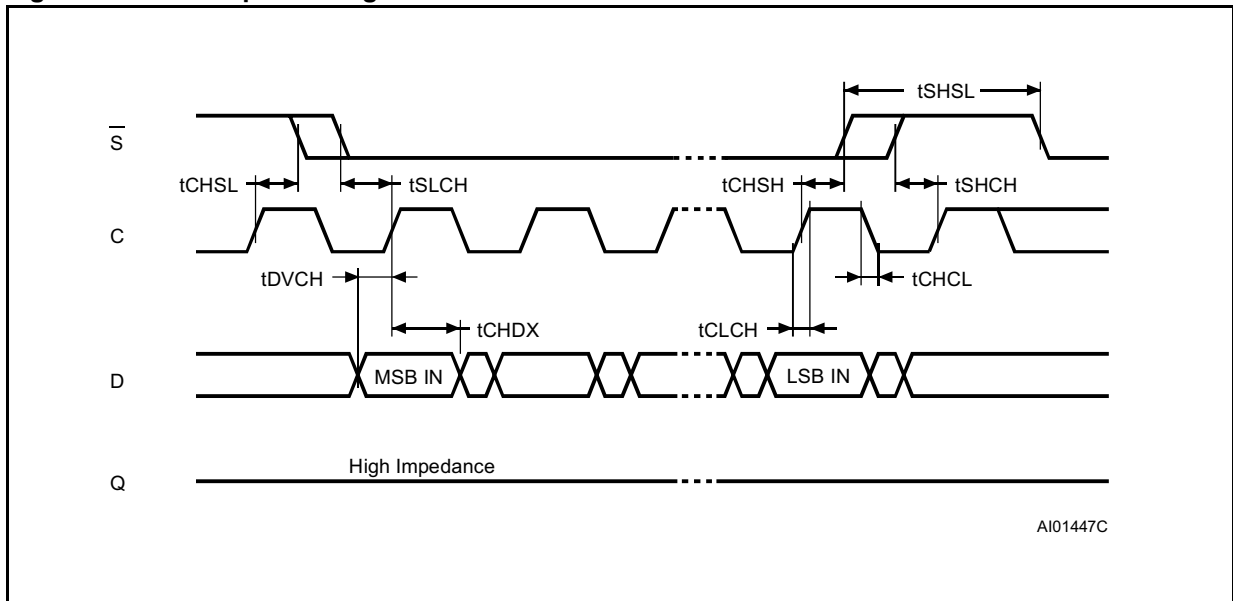 tSHSL
S
tCHSL
tSLCH
tCHSH
tSHCH
C
tDVCH
tCHCL
tCHDX
tCLCH
D
MSB IN
LSB IN
High Impedance
Q
AI01447C